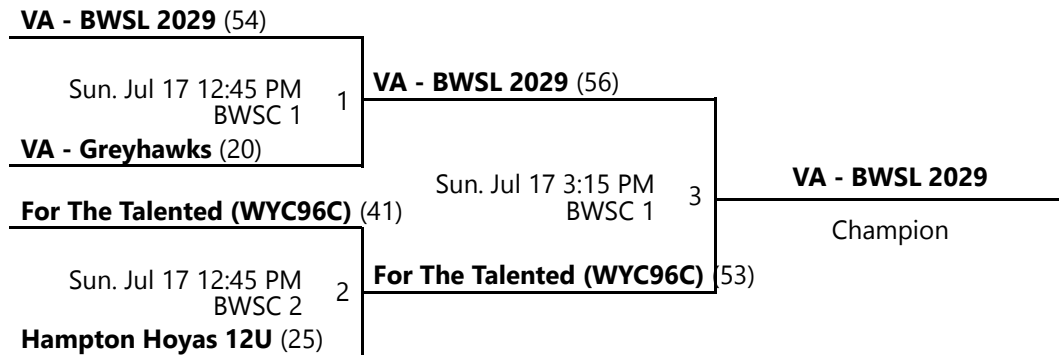 VA - BWSL 2029 (54)
Sun. Jul 17 12:45 PM
BWSC 1
1
VA - Greyhawks (20)
VA - BWSL 2029 (56)
For The Talented (WYC96C) (41)
Sun. Jul 17 12:45 PM
BWSC 2
2
Hampton Hoyas 12U (25)
For The Talented (WYC96C) (53)
Sun. Jul 17 3:15 PM
BWSC 1
3
VA - BWSL 2029
Champion